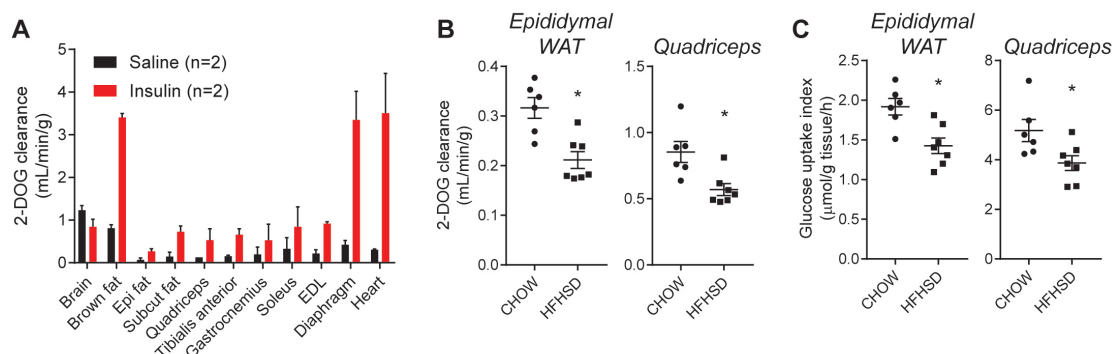 A
2-DOG clearance
(mL/min/g)
5
4
3
2
1
0
Saline (n=2)
Insulin (n=2)
Brain
Brown fat
Epi fat
Subcut fat
Quadriceps
Tibialis anterior
Gastrocnemius
Soleus
EDL
Diaphragm
Heart
B
Epididymal
WAT
2-DOG clearance
(mL/min/g)
0.4
0.3
0.2
0.1
0.0
*
CHOW
HFHSD
Quadriceps
1.5
1.0
0.5
0.0
*
CHOW
HFHSD
C
Epididymal
WAT
Glucose uptake index
(μmol/g tissue/h)
2.5
2.0
1.5
1.0
0.5
0.0
*
CHOW
HFHSD
Quadriceps
8
6
4
2
0
*
CHOW
HFHSD